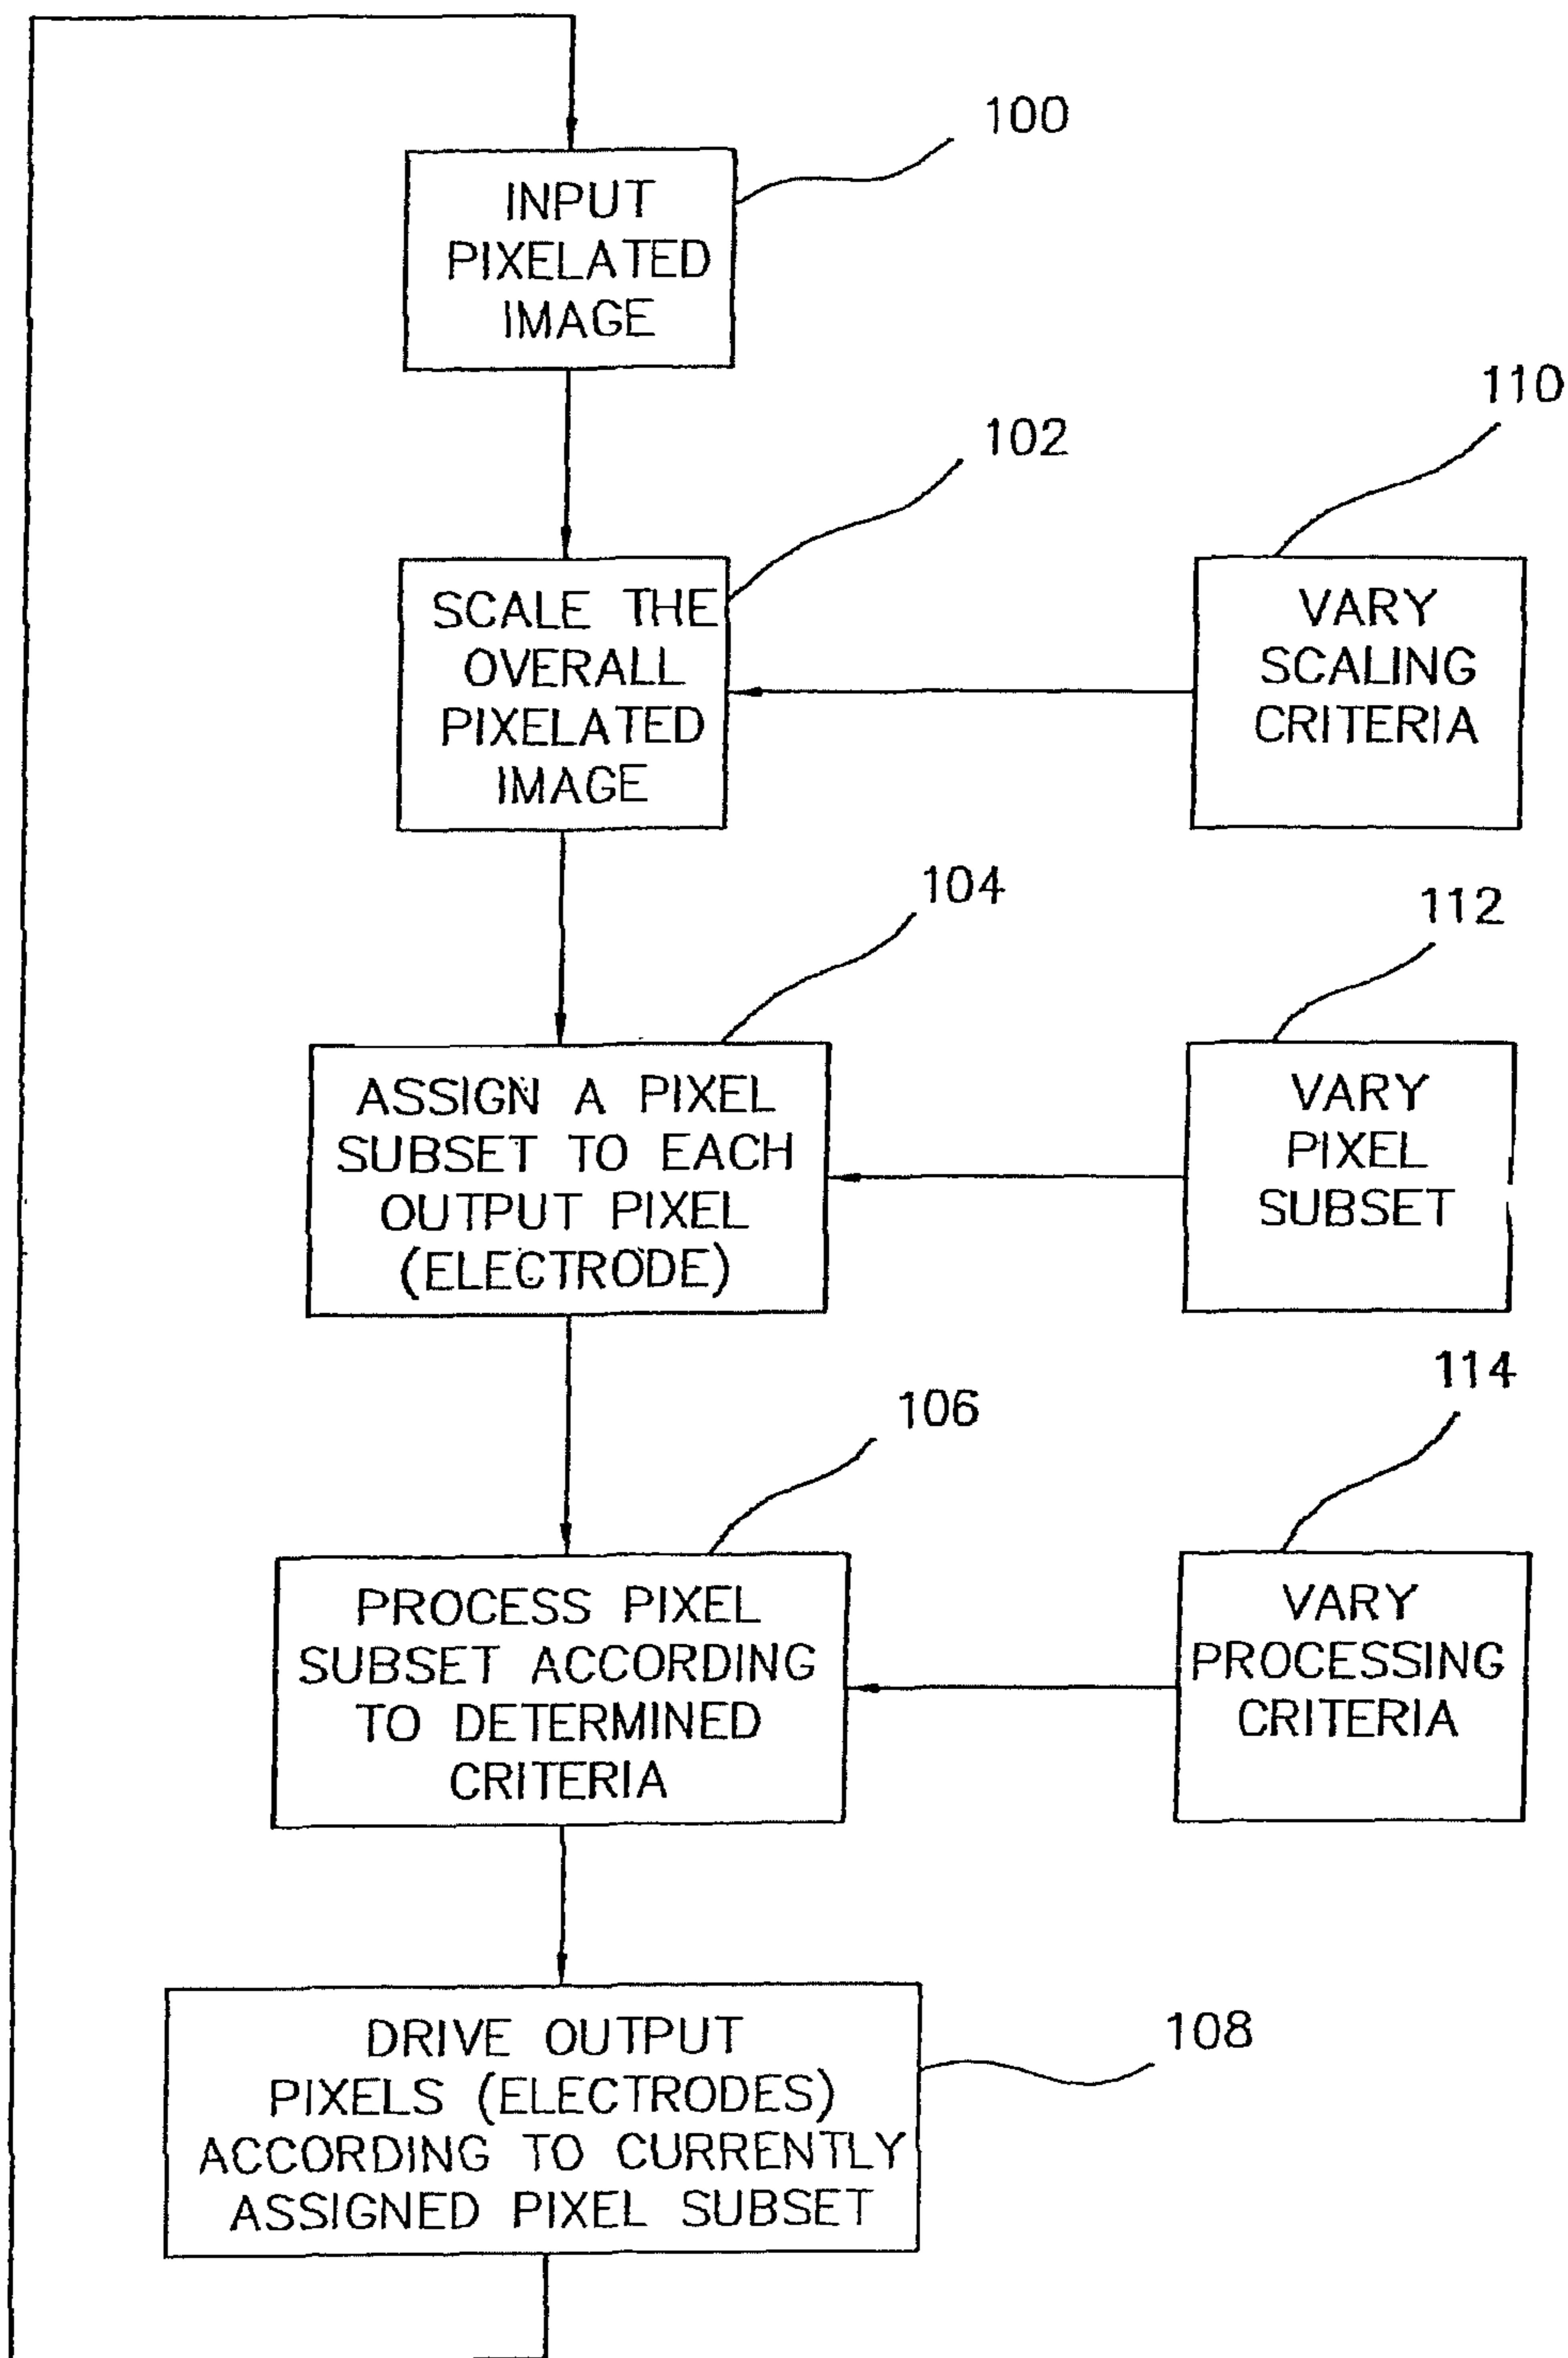 100
INPUT
PIXELATED
IMAGE
102
110
SCALE THE
OVERALL
PIXELATED
IMAGE
VARY
SCALING
CRITERIA
104
112
ASSIGN A PIXEL
SUBSET TO EACH
OUTPUT PIXEL
(ELECTRODE)
VARY
PIXEL
SUBSET
106
114
PROCESS PIXEL
SUBSET ACCORDING
TO DETERMINED
CRITERIA
VARY
PROCESSING
CRITERIA
108
DRIVE OUTPUT
PIXELS (ELECTRODES)
ACCORDING TO CURRENTLY
ASSIGNED PIXEL SUBSET